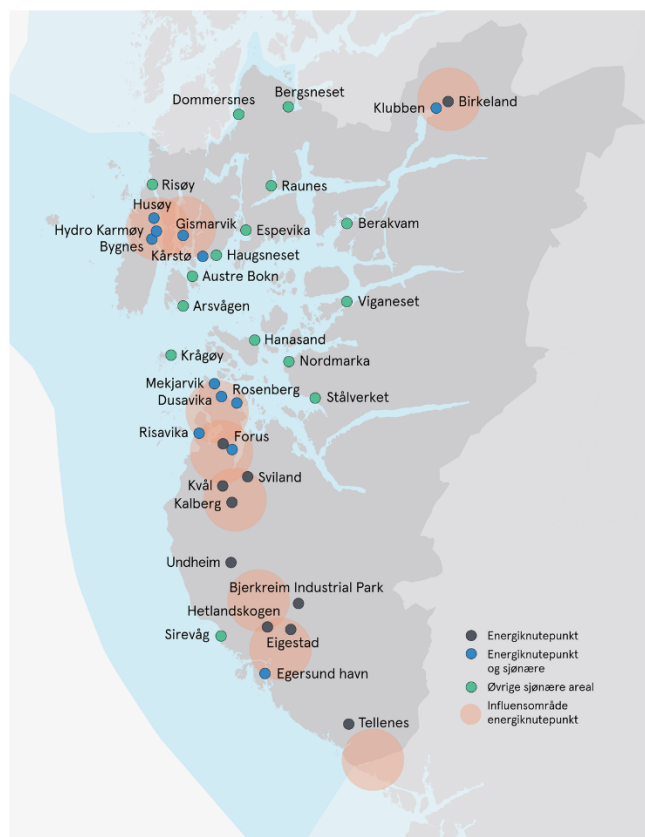 Bergsneset
Dommersnes
Klubben
Birkeland
Risøy
Raunes
Husøy
Gismarvik
Berakvam
Hydro Karmøy
Espevika
Bygnes
Kårstø
Haugsneset
Austre Bokn
Arsvågen
Viganeset
Hanasand
Krågøy
Nordmarka
Mekjarvik
Rosenberg
Dusavika
Stålverket
Risavika
Forus
Sviland
Kvål
Kalberg
Undheim
Bjerkreim Industrial Park
Hetlandskogen
Sirevåg
Eigestad
Egersund havn
Tellenes
Energiknutepunkt
Energiknutepunkt
og sjønære
Øvrige sjønære areal
Influensområde
energiknutepunkt